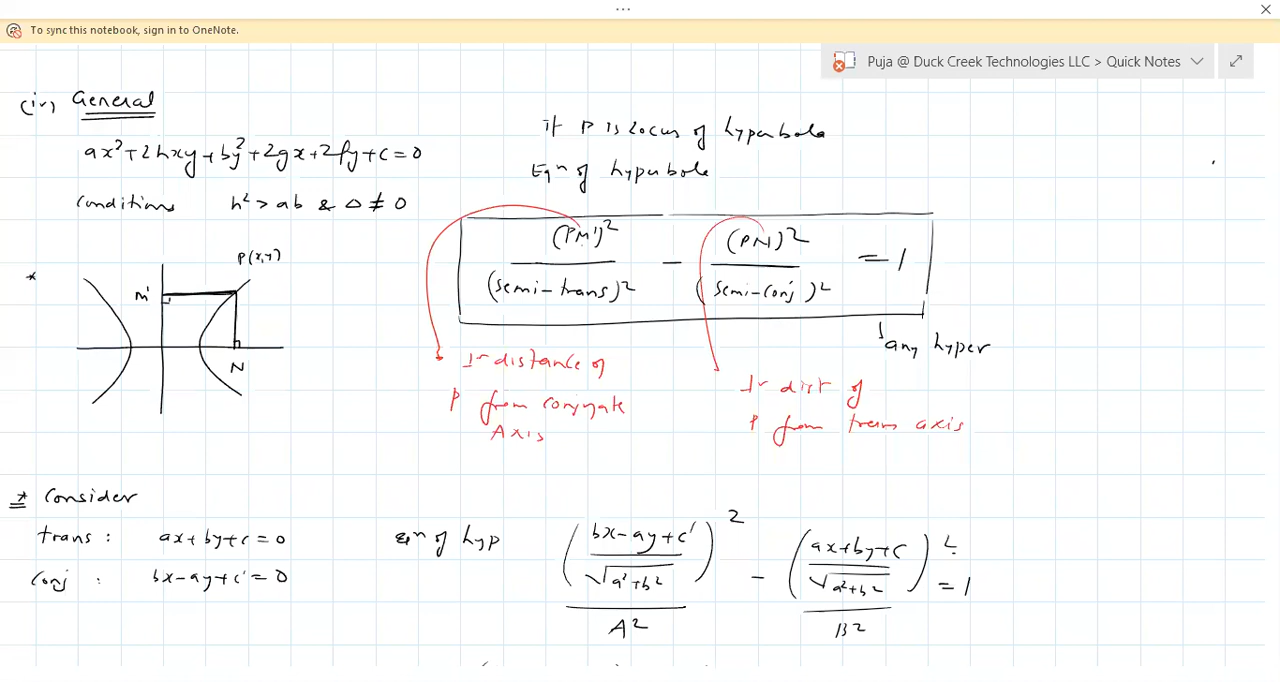 ...
To sync this notebook, sign in to OneNote.
Puja @ Duck Creek Technologies LLC > Quick Notes
(iv) General
ax²+2hxy+by²+2gx+2fy+c=0
conditions h²>ab & Δ≠0
If P is locus of hyperbola
Eqⁿ of hyperbola
(PM')²/(semi-trans)² - (PN)²/(semi-conj)² = 1
any hyper
* P(x,y)
M'
N
⊥r distance of
P from conjugate
Axis
⊥r dist of
P from trans axis
* Consider
trans: ax+by+c=0
Conj: bx-ay+c'=0
eqⁿ of hyp ((bx-ay+c')/√(a²+b²))²/A² - ((ax+by+c)/√(a²+b²))²/B² = 1